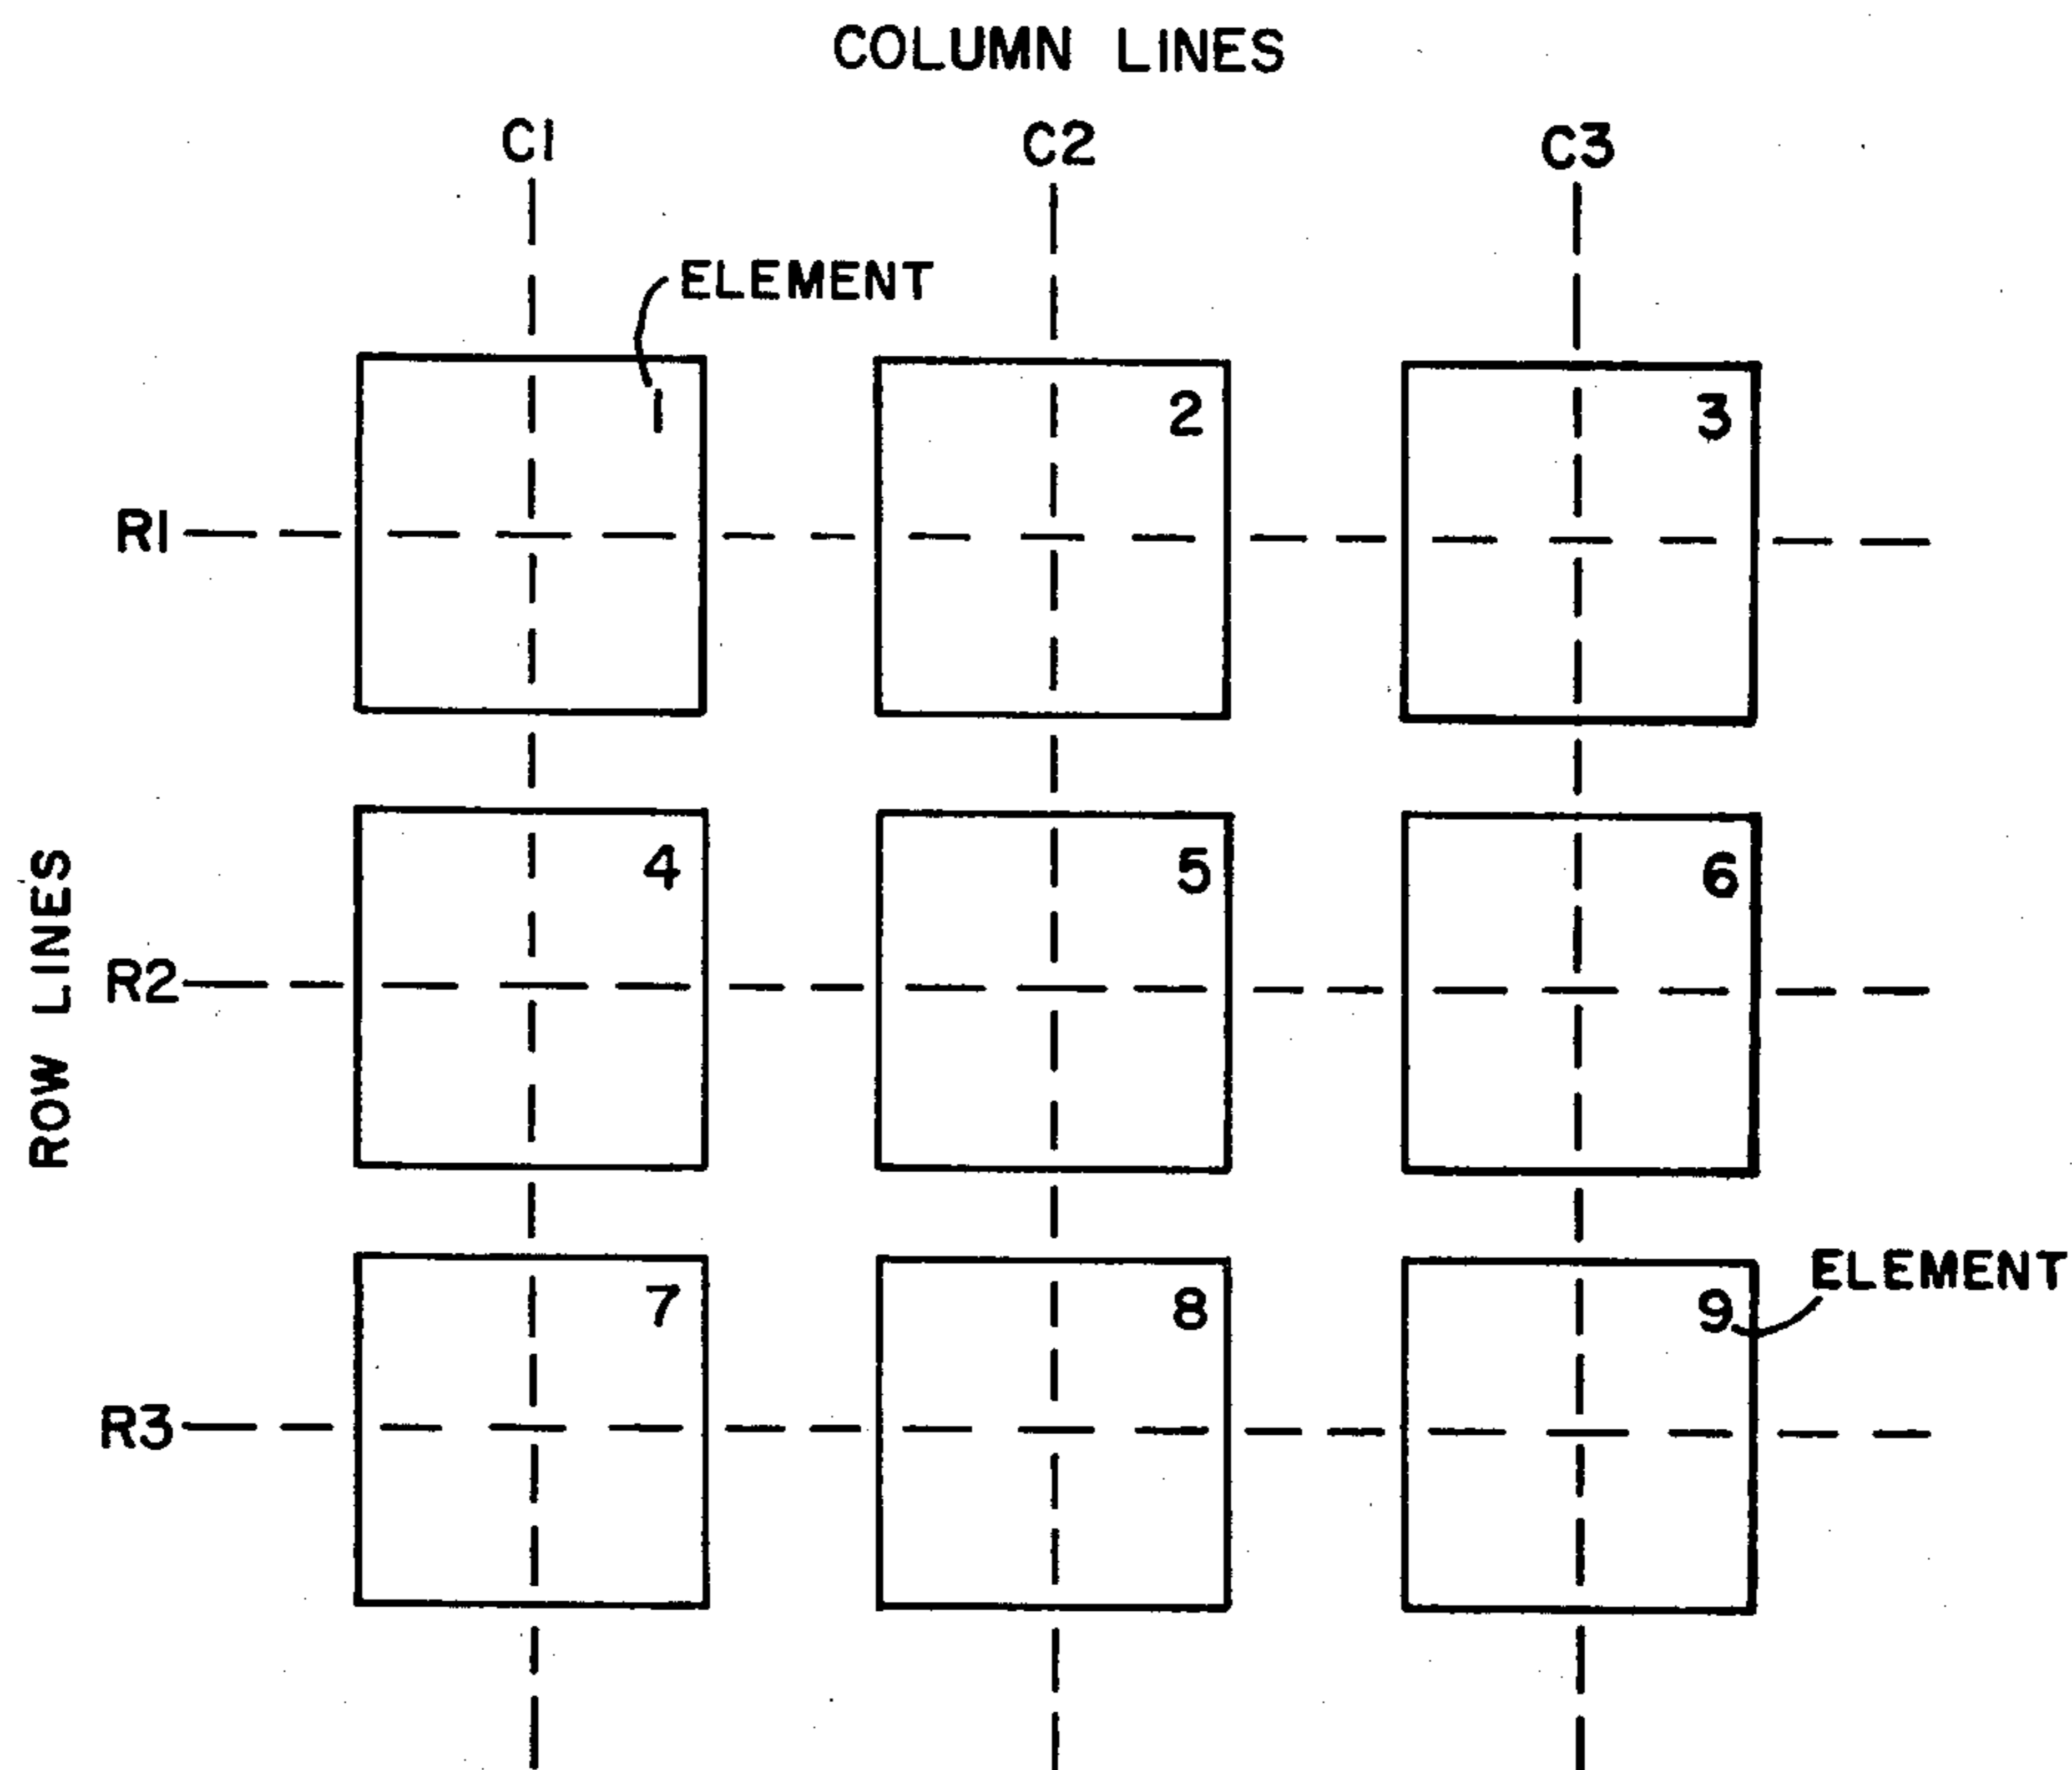 COLUMN LINES
C1 C2 C3
ELEMENT
1 2 3
R1
ROW LINES
4 5 6
R2
ELEMENT
7 8 9
R3